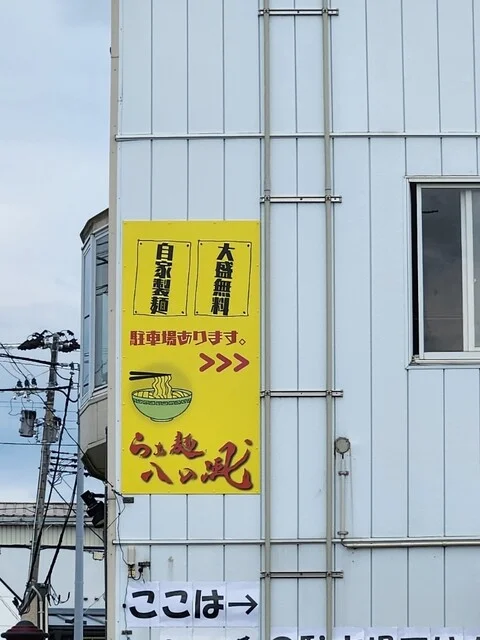 大盛無料
自家製麺
駐車場あります。
>>>
らぁ麺
八の
ここは→